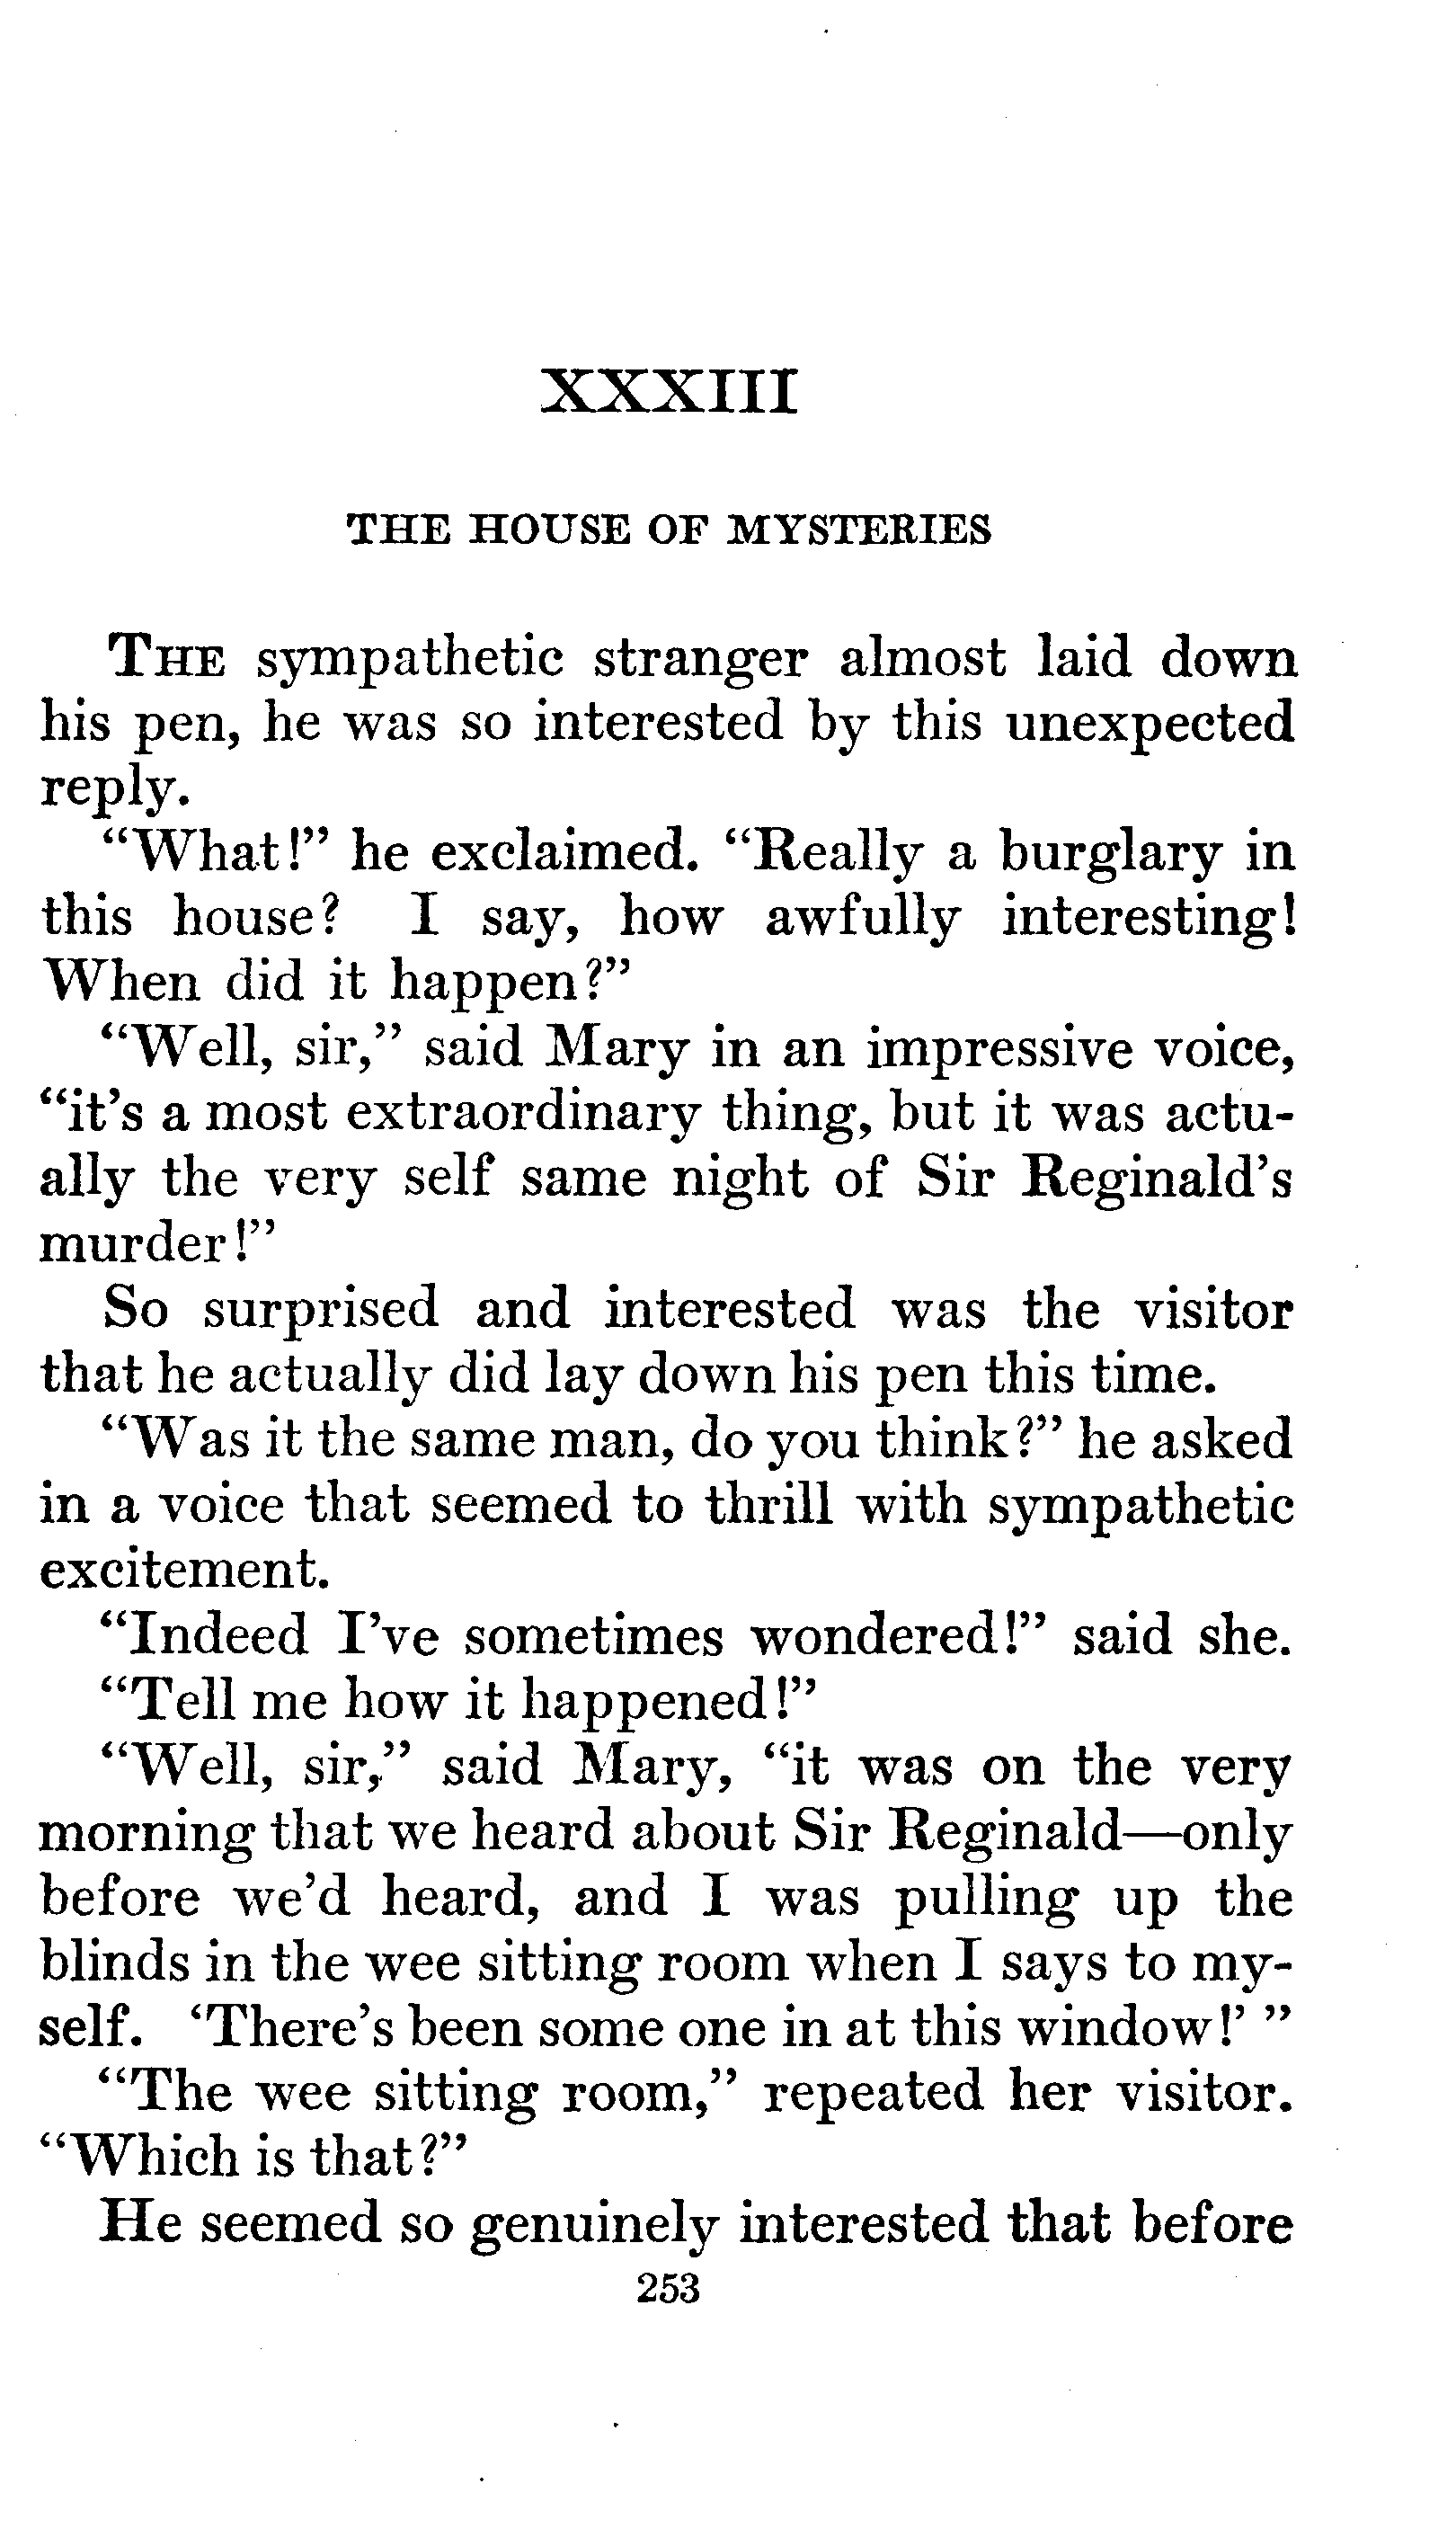 XXXIII
THE HOUSE OF MYSTERIES
THE sympathetic stranger almost laid down
his pen, he was so interested by this unexpected
reply.
“What!” he exclaimed. “Really a burglary in
this house? I say, how awfully interesting!
When did it happen?”
“Well, sir,” said Mary in an impressive voice,
“it's a most extraordinary thing, but it was actu-
ally the very self same night of Sir Reginald's
murder!”
So surprised and interested was the visitor
that he actually did lay down his pen this time.
“Was it the same man, do you think?” he asked
in a voice that seemed to thrill with sympathetic
excitement.
“Indeed I've sometimes wondered!” said she.
“Tell me how it happened!”
“Well, sir,” said Mary, “it was on the very
morning that we heard about Sir Reginald—only
before we'd heard, and I was pulling up the
blinds in the wee sitting room when I says to my-
self. ‘There's been some one in at this window!’ ”
“The wee sitting room,” repeated her visitor.
“Which is that?”
He seemed so genuinely interested that before
253